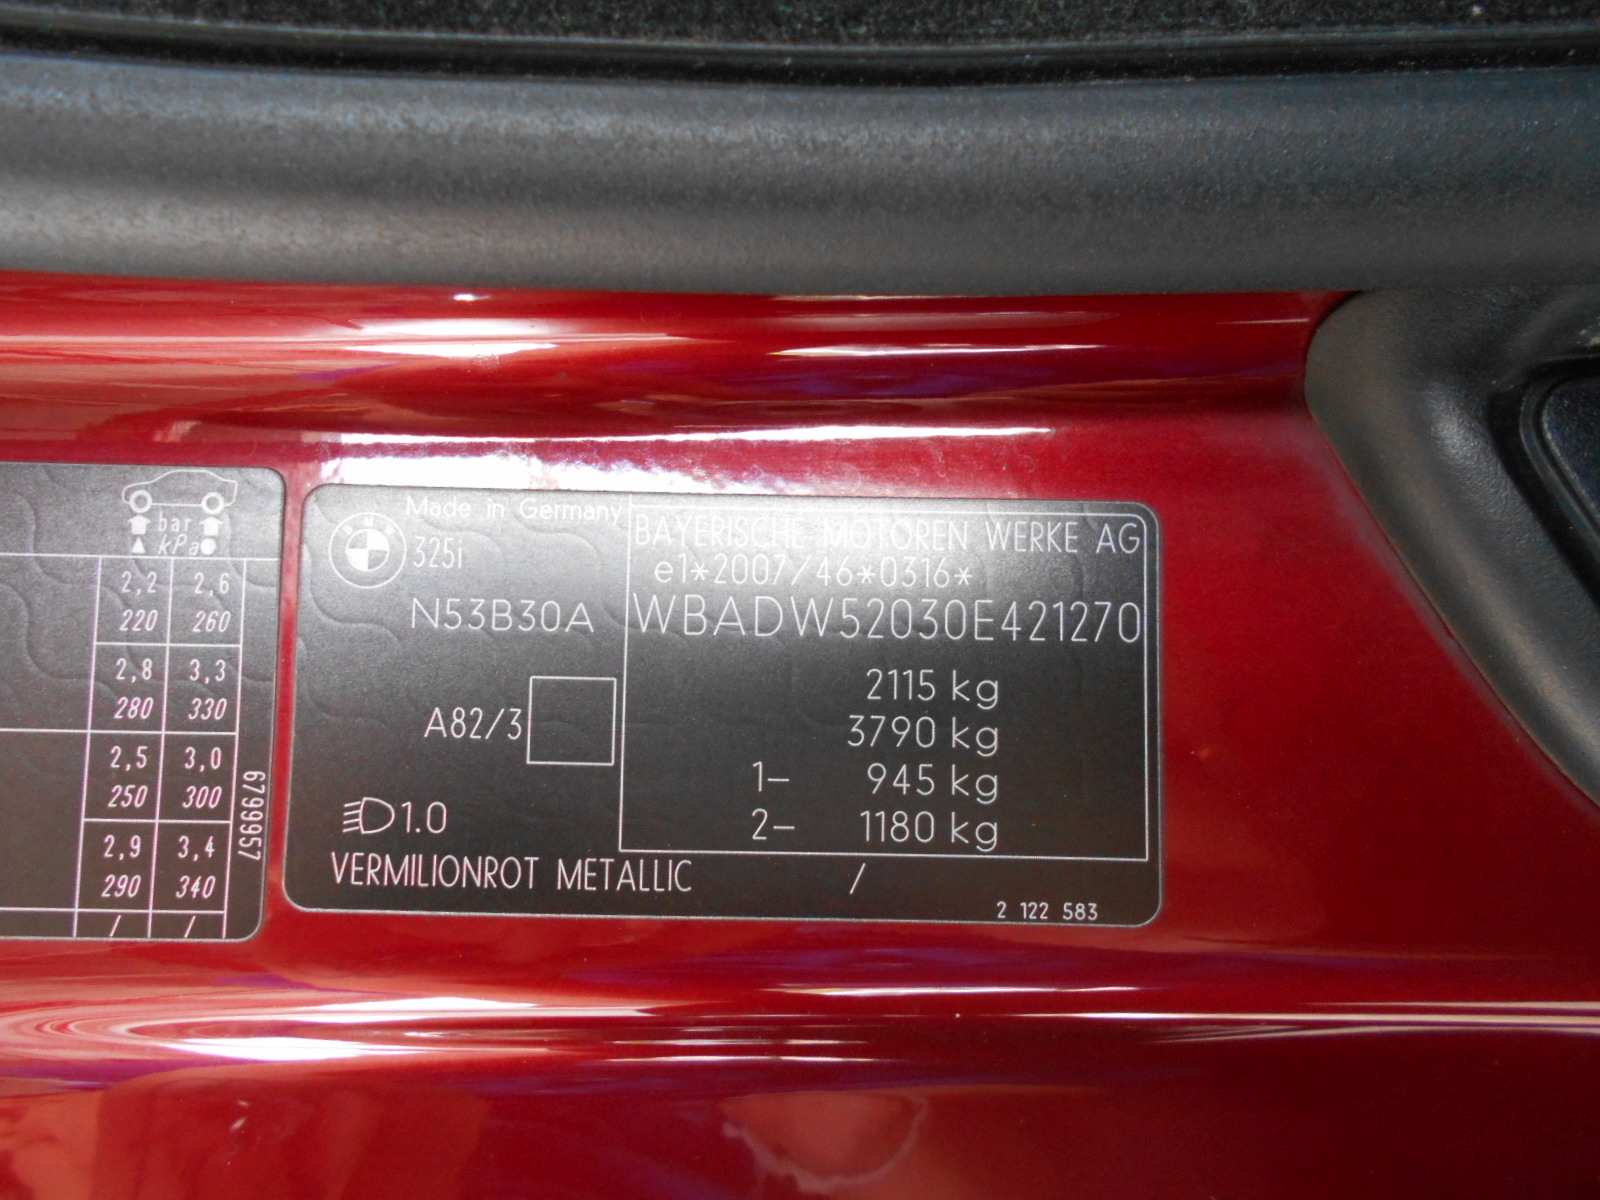 bar
kPa
2,2 2,6
220 260
2,8 3,3
280 330
2,5 3,0
250 300
2,9 3,4
290 340
/ /
6799957
BMW
Made in Germany
325i
N53B30A
A82/3
1.0
BAYERISCHE MOTOREN WERKE AG
e1*2007/46*0316*
WBADW52030E421270
2115 kg
3790 kg
1- 945 kg
2- 1180 kg
VERMILIONROT METALLIC /
2 122 583